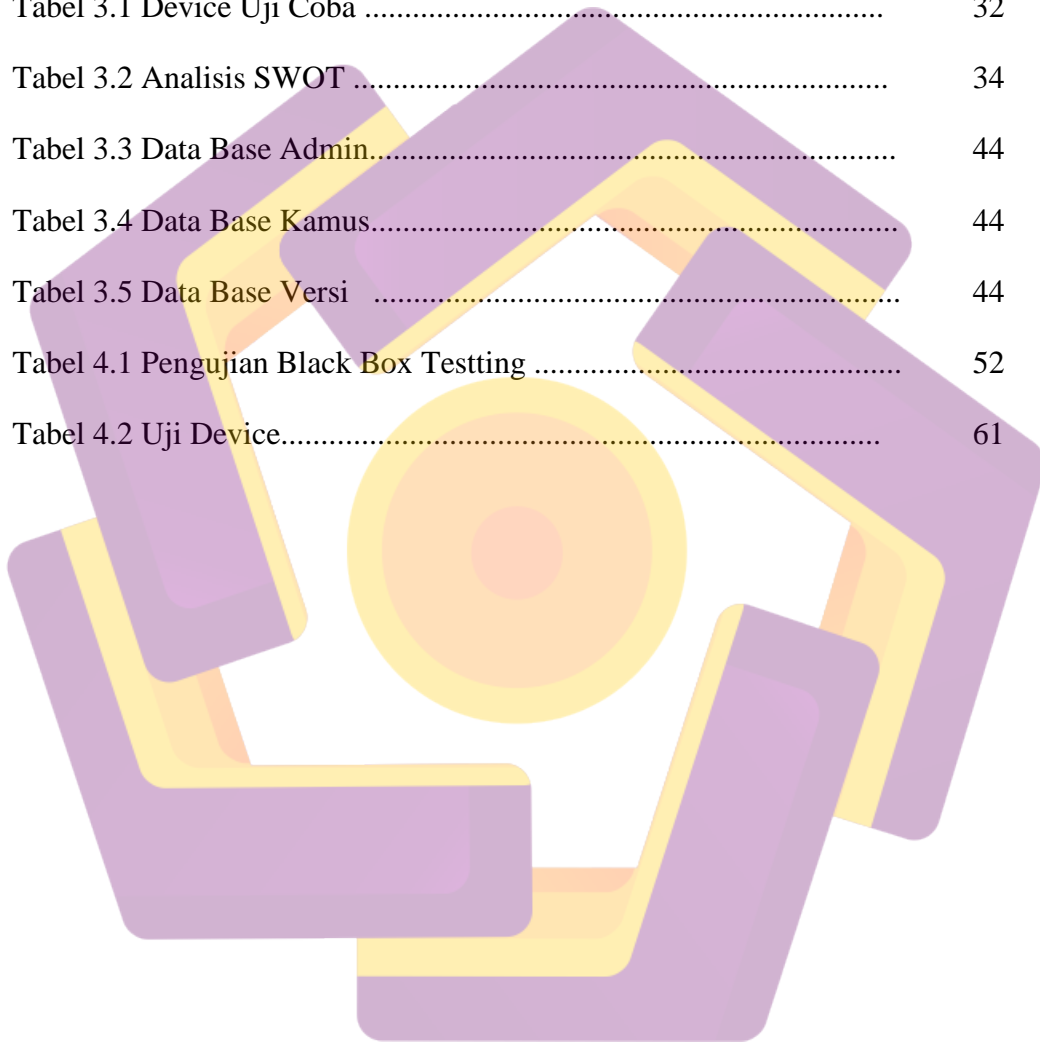 Tabel 3.1 Device Uji Coba ................................................................ 32
Tabel 3.2 Analisis SWOT .................................................................. 34
Tabel 3.3 Data Base Admin................................................................. 44
Tabel 3.4 Data Base Kamus................................................................. 44
Tabel 3.5 Data Base Versi ................................................................. 44
Tabel 4.1 Pengujian Black Box Testting ............................................. 52
Tabel 4.2 Uji Device.......................................................................... 61